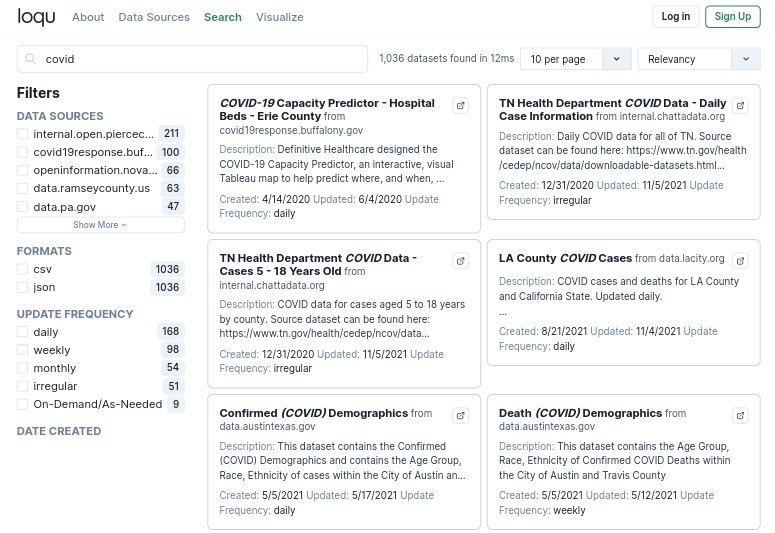 loqu
About
Data Sources
Search
Visualize
Log in
Sign Up
covid
1,036 datasets found in 12ms
10 per page
Relevancy
Filters
DATA SOURCES
internal.open.piercec... 211
covid19response.buf... 100
openinformation.nova... 66
data.ramseycounty.us 63
data.pa.gov 47
Show More
FORMATS
csv 1036
json 1036
UPDATE FREQUENCY
daily 168
weekly 98
monthly 54
irregular 51
On-Demand/As-Needed 9
DATE CREATED
COVID-19 Capacity Predictor - Hospital
Beds - Erie County from
covid19response.buffalony.gov
Description: Definitive Healthcare designed the
COVID-19 Capacity Predictor, an interactive, visual
Tableau map to help predict where, and when, ...
Created: 4/14/2020 Updated: 6/4/2020 Update
Frequency: daily
TN Health Department COVID Data - Daily
Case Information from internal.chattadata.org
Description: Daily COVID data for all of TN. Source
dataset can be found here: https://www.tn.gov/health
/cedep/ncov/data/downloadable-datasets.html...
Created: 12/31/2020 Updated: 11/5/2021 Update
Frequency: irregular
TN Health Department COVID Data -
Cases 5 - 18 Years Old from
internal.chattadata.org
Description: COVID data for cases aged 5 to 18 years
by county. Source dataset can be found here:
https://www.tn.gov/health/cedep/ncov/data...
Created: 12/31/2020 Updated: 11/5/2021 Update
Frequency: irregular
LA County COVID Cases from data.lacity.org
Description: COVID cases and deaths for LA County
and California State. Updated daily.
...
Created: 8/21/2021 Updated: 11/4/2021 Update
Frequency: daily
Confirmed (COVID) Demographics from
data.austintexas.gov
Description: This dataset contains the Confirmed
(COVID) Demographics and contains the Age Group,
Race, Ethnicity of cases within the City of Austin an...
Created: 5/5/2021 Updated: 5/17/2021 Update
Frequency: daily
Death (COVID) Demographics from
data.austintexas.gov
Description: This dataset contains the Age Group,
Race, Ethnicity of Confirmed COVID Deaths within
the City of Austin and Travis County
Created: 5/5/2021 Updated: 5/12/2021 Update
Frequency: weekly